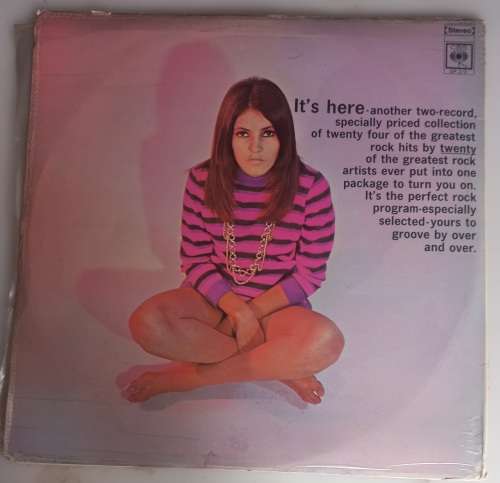 Stereo
CBS
It's here-another two-record,
specially priced collection
of twenty four of the greatest
rock hits by twenty
of the greatest rock
artists ever put into one
package to turn you on.
It's the perfect rock
program-especially
selected-yours to
groove by over
and over.